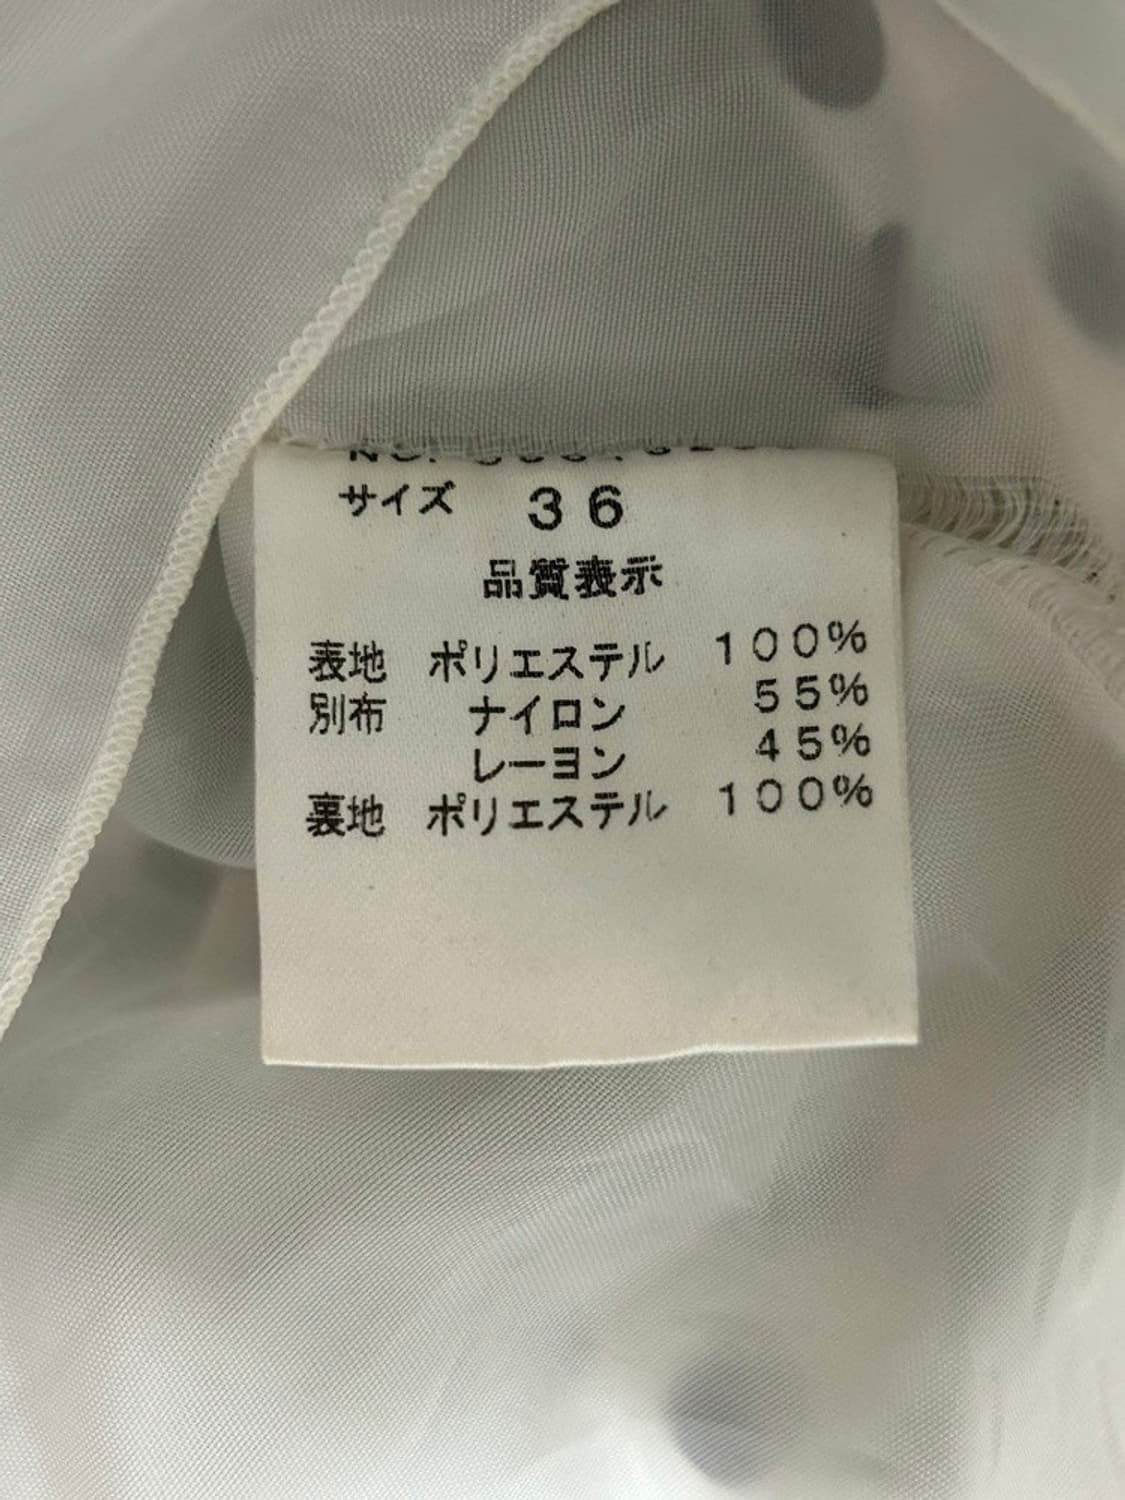 サイズ 36
品質表示
表地 ポリエステル 100%
別布 ナイロン 55%
レーヨン 45%
裏地 ポリエステル 100%